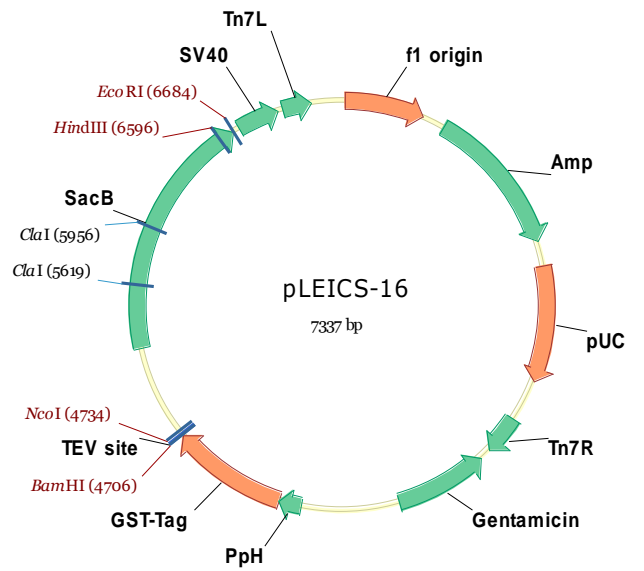 Tn7L
SV40
f1 origin
EcoRI (6684)
HindIII (6596)
Amp
SacB
ClaI (5956)
ClaI (5619)
pLEICS-16
7337 bp
pUC
NcoI (4734)
TEV site
BamHI (4706)
Tn7R
GST-Tag
Gentamicin
PpH